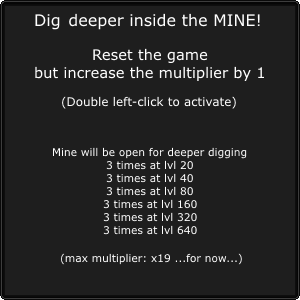 Dig deeper inside the MINE!
Reset the game
but increase the multiplier by 1
(Double left-click to activate)
Mine will be open for deeper digging
3 times at lvl 20
3 times at lvl 40
3 times at lvl 80
3 times at lvl 160
3 times at lvl 320
3 times at lvl 640
(max multiplier: x19 ...for now...)